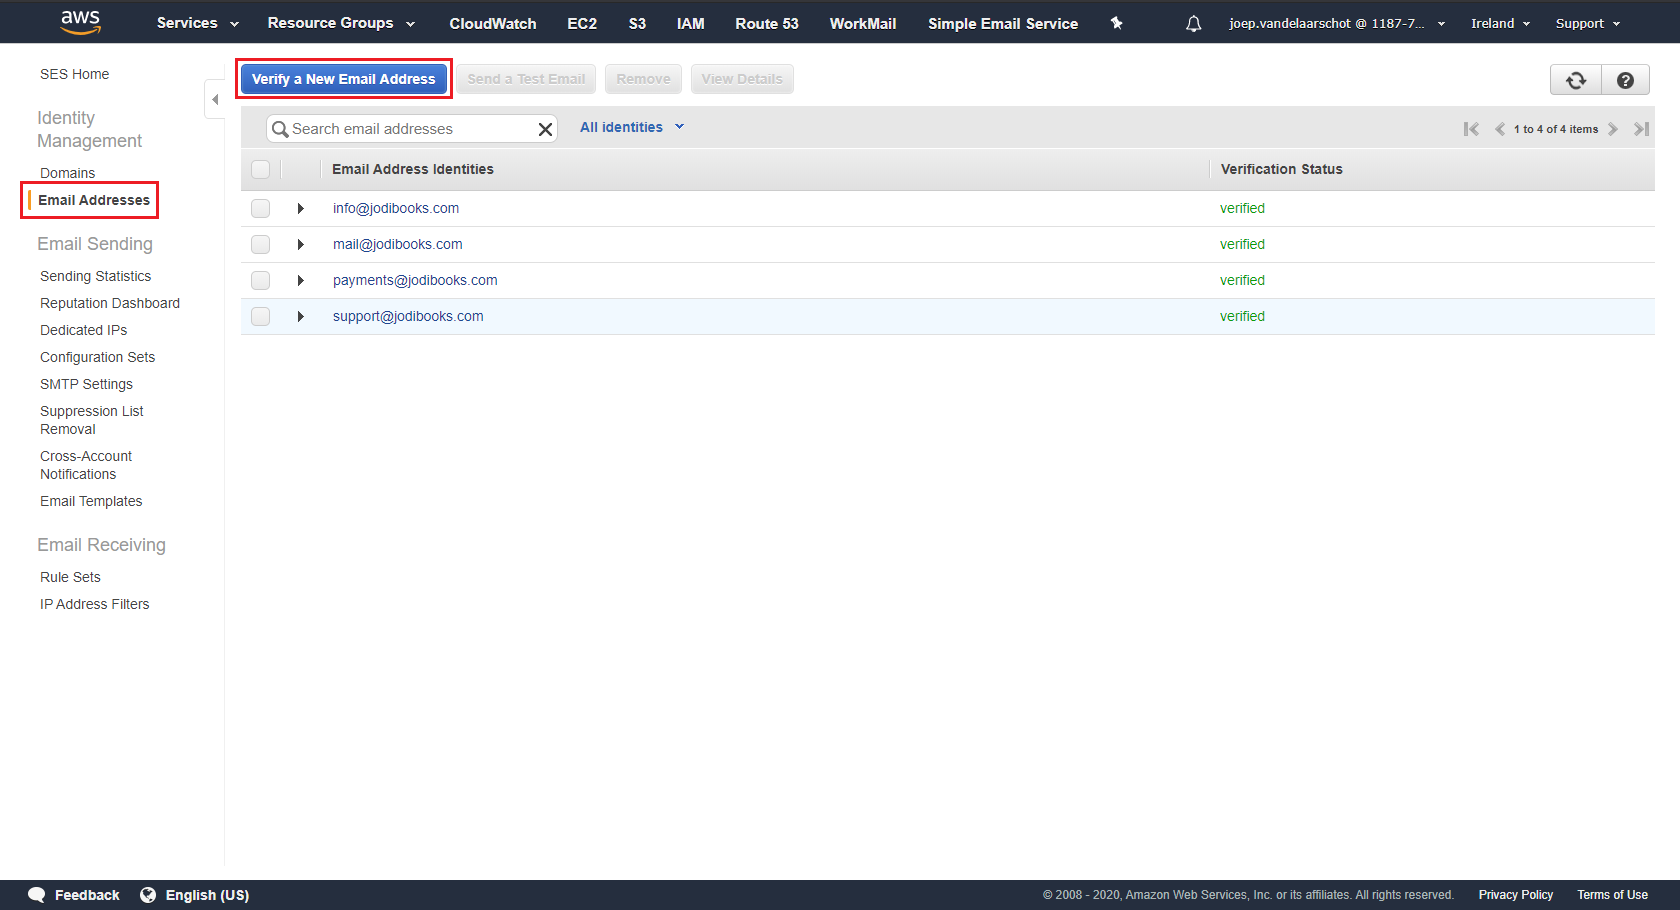 aws Services Resource Groups CloudWatch EC2 S3 IAM Route 53 WorkMail Simple Email Service joep.vandelaarschot @ 1187-7... Ireland Support
SES Home
Identity
Management
Domains
Email Addresses
Email Sending
Sending Statistics
Reputation Dashboard
Dedicated IPs
Configuration Sets
SMTP Settings
Suppression List
Removal
Cross-Account
Notifications
Email Templates
Email Receiving
Rule Sets
IP Address Filters
Verify a New Email Address Send a Test Email Remove View Details
Search email addresses All identities 1 to 4 of 4 items
Email Address Identities Verification Status
info@jodibooks.com verified
mail@jodibooks.com verified
payments@jodibooks.com verified
support@jodibooks.com verified
Feedback English (US) © 2008 - 2020, Amazon Web Services, Inc. or its affiliates. All rights reserved. Privacy Policy Terms of Use